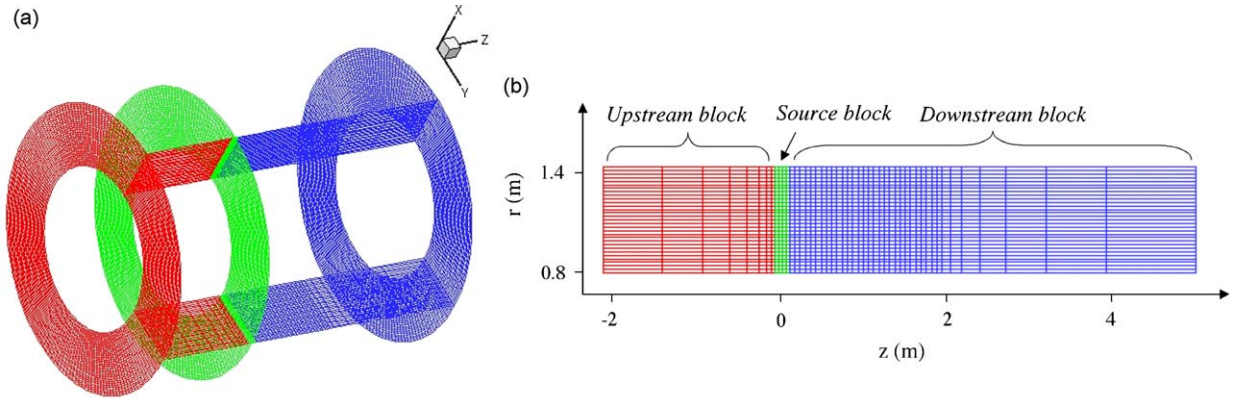 (a)
X
Z
Y
(b)
Upstream block
Source block
Downstream block
1.4
r (m)
0.8
-2
0
2
4
z (m)